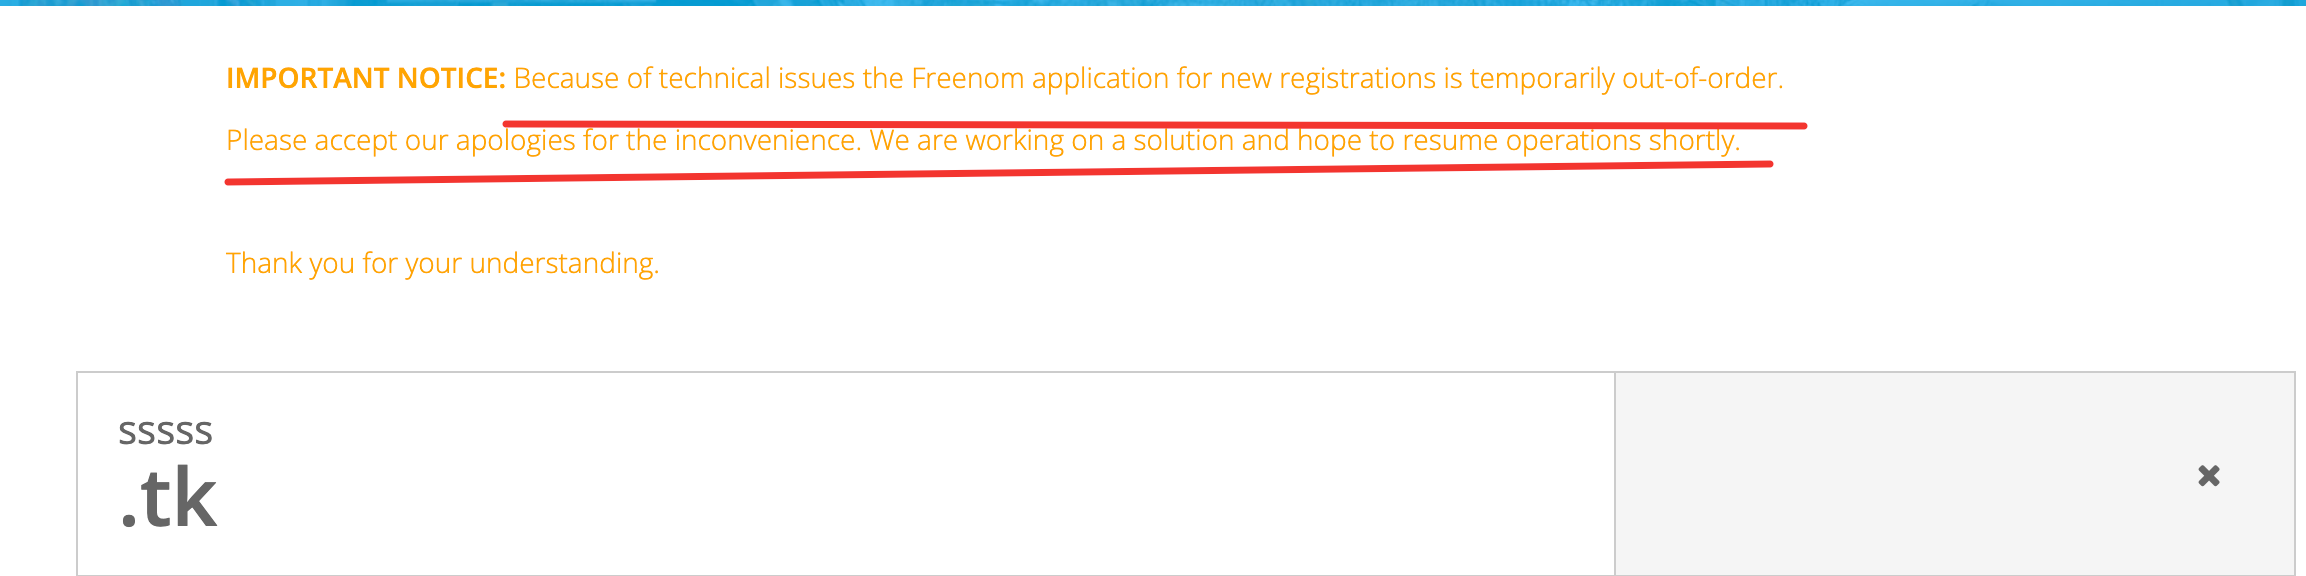 IMPORTANT NOTICE: Because of technical issues the Freenom application for new registrations is temporarily out-of-order.
Please accept our apologies for the inconvenience. We are working on a solution and hope to resume operations shortly.
Thank you for your understanding.
sssss
.tk